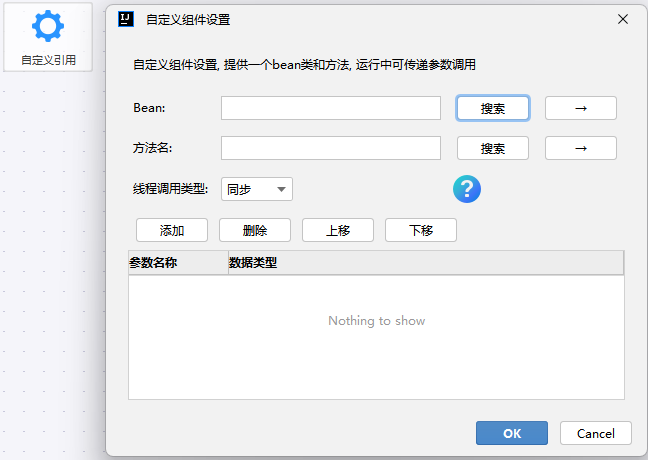 自定义引用
IJ 自定义组件设置
自定义组件设置, 提供一个bean类和方法, 运行中可传递参数调用
Bean: 搜索 →
方法名: 搜索 →
线程调用类型: 同步 ?
添加 删除 上移 下移
参数名称 数据类型
Nothing to show
OK Cancel